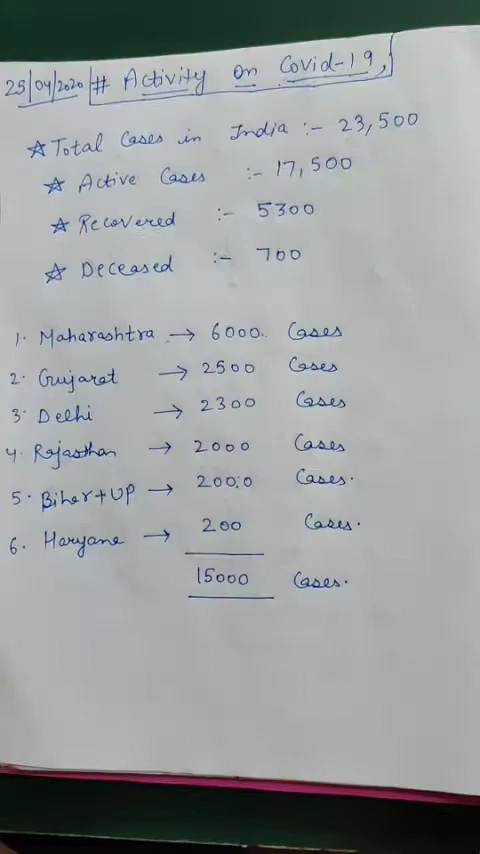 25/04/2020 # Activity on Covid-19,
☆ Total Cases in India :- 23,500
☆ Active Cases :- 17,500
☆ Recovered :- 5300
☆ Deceased :- 700
1. Maharashtra → 6000. Cases
2. Gujarat → 2500 Cases
3. Delhi → 2300 Cases
4. Rajasthan → 2000 Cases
5. Bihar+UP → 2000 Cases.
6. Haryana → 200 Cases.
15000 Cases.